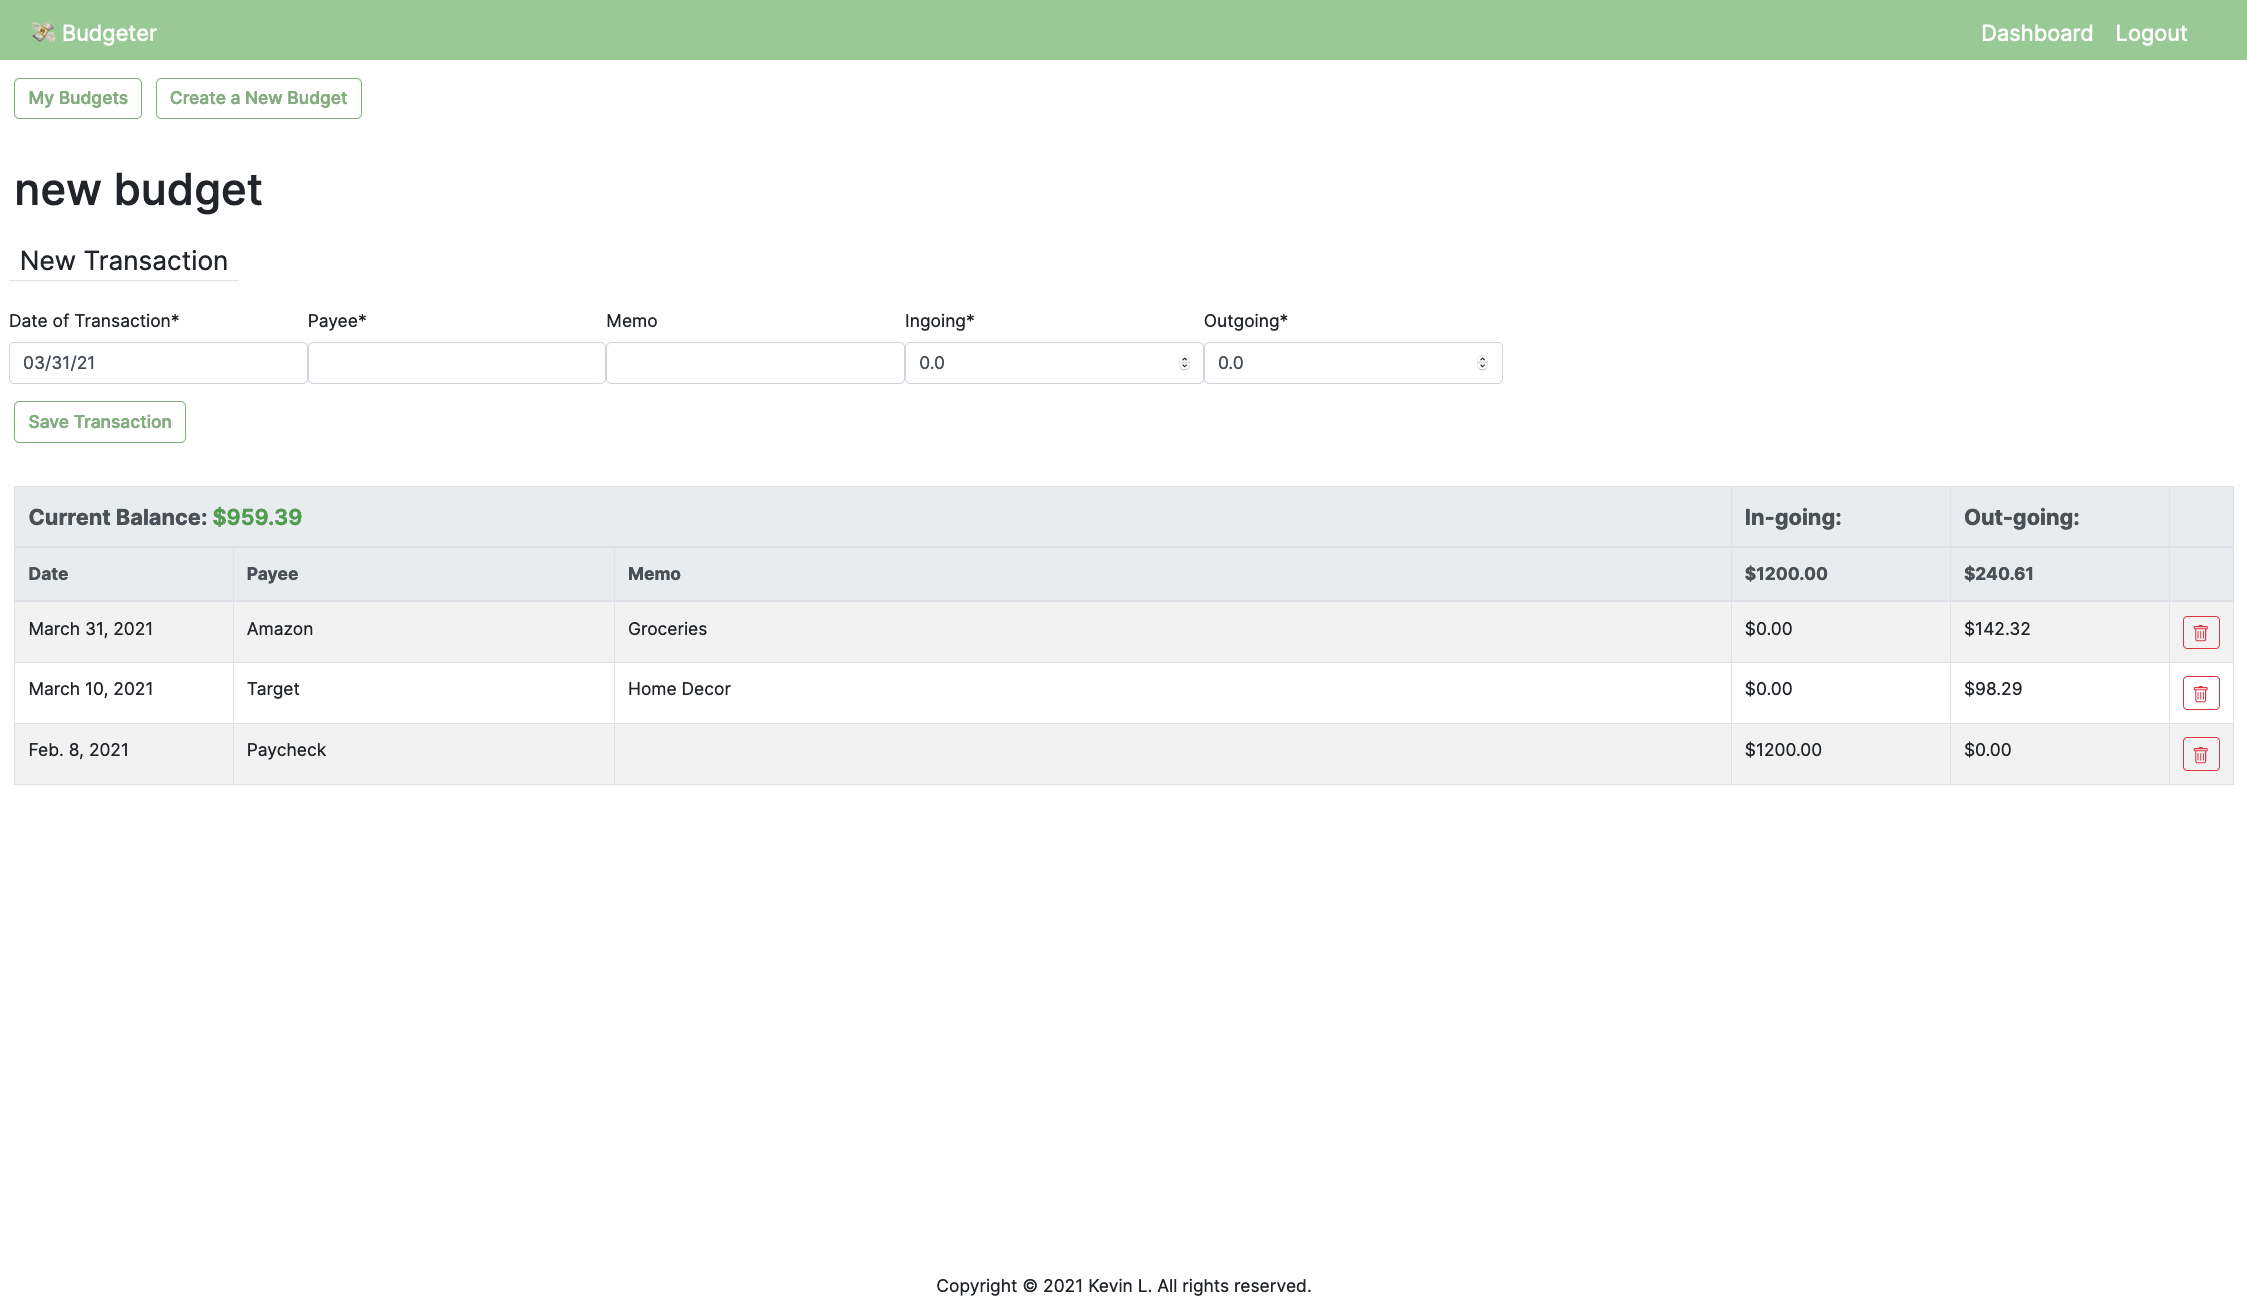 Budgeter Dashboard Logout
My Budgets Create a New Budget
new budget
New Transaction
Date of Transaction* Payee* Memo Ingoing* Outgoing*
03/31/21 0.0 0.0
Save Transaction
Current Balance: $959.39 In-going: Out-going:
Date Payee Memo $1200.00 $240.61
March 31, 2021 Amazon Groceries $0.00 $142.32
March 10, 2021 Target Home Decor $0.00 $98.29
Feb. 8, 2021 Paycheck $1200.00 $0.00
Copyright © 2021 Kevin L. All rights reserved.